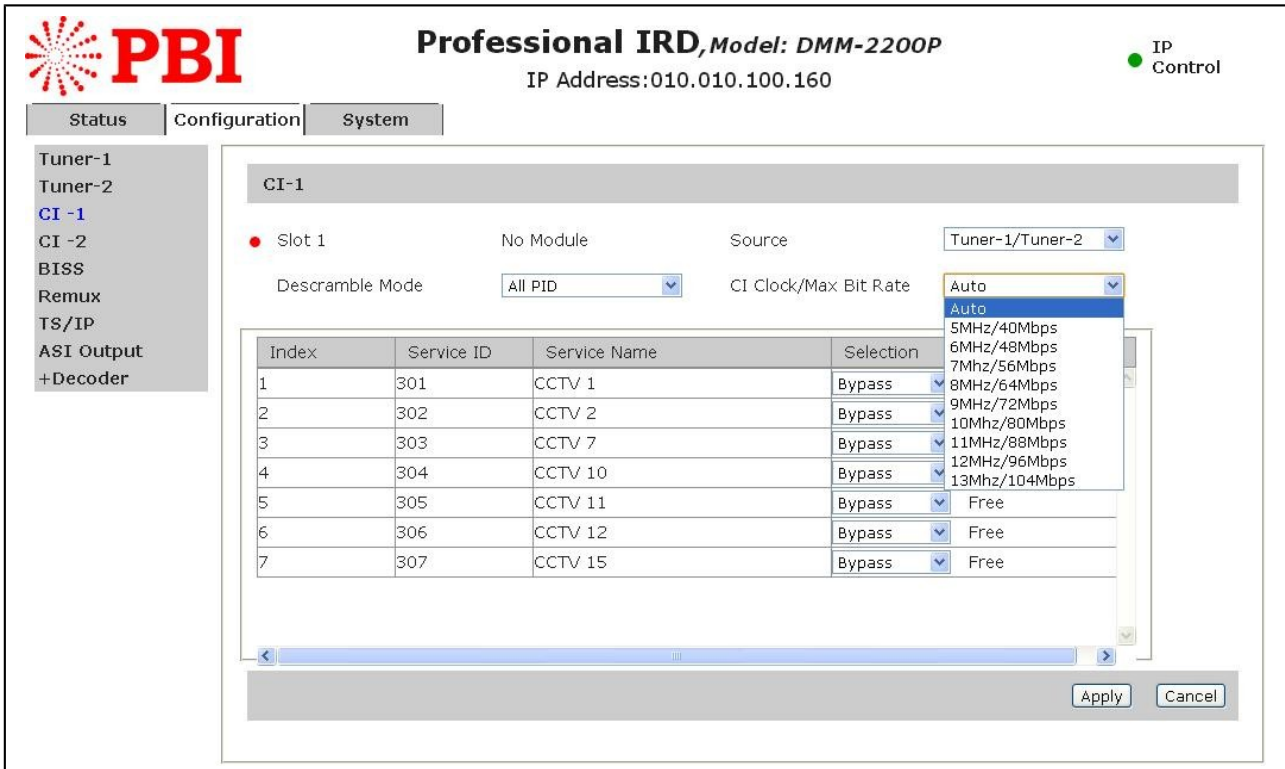 PBI
Professional IRD, Model: DMM-2200P
IP Address:010.010.100.160
IP Control
Status Configuration System
Tuner-1
Tuner-2
CI -1
CI -2
BISS
Remux
TS/IP
ASI Output
+Decoder
CI-1
Slot 1 No Module Source Tuner-1/Tuner-2
Descramble Mode All PID CI Clock/Max Bit Rate Auto
Auto
5MHz/40Mbps
6MHz/48Mbps
7Mhz/56Mbps
8MHz/64Mbps
9MHz/72Mbps
10Mhz/80Mbps
11MHz/88Mbps
12MHz/96Mbps
13Mhz/104Mbps
Index Service ID Service Name Selection
1 301 CCTV 1 Bypass
2 302 CCTV 2 Bypass
3 303 CCTV 7 Bypass
4 304 CCTV 10 Bypass
5 305 CCTV 11 Bypass Free
6 306 CCTV 12 Bypass Free
7 307 CCTV 15 Bypass Free
Apply Cancel